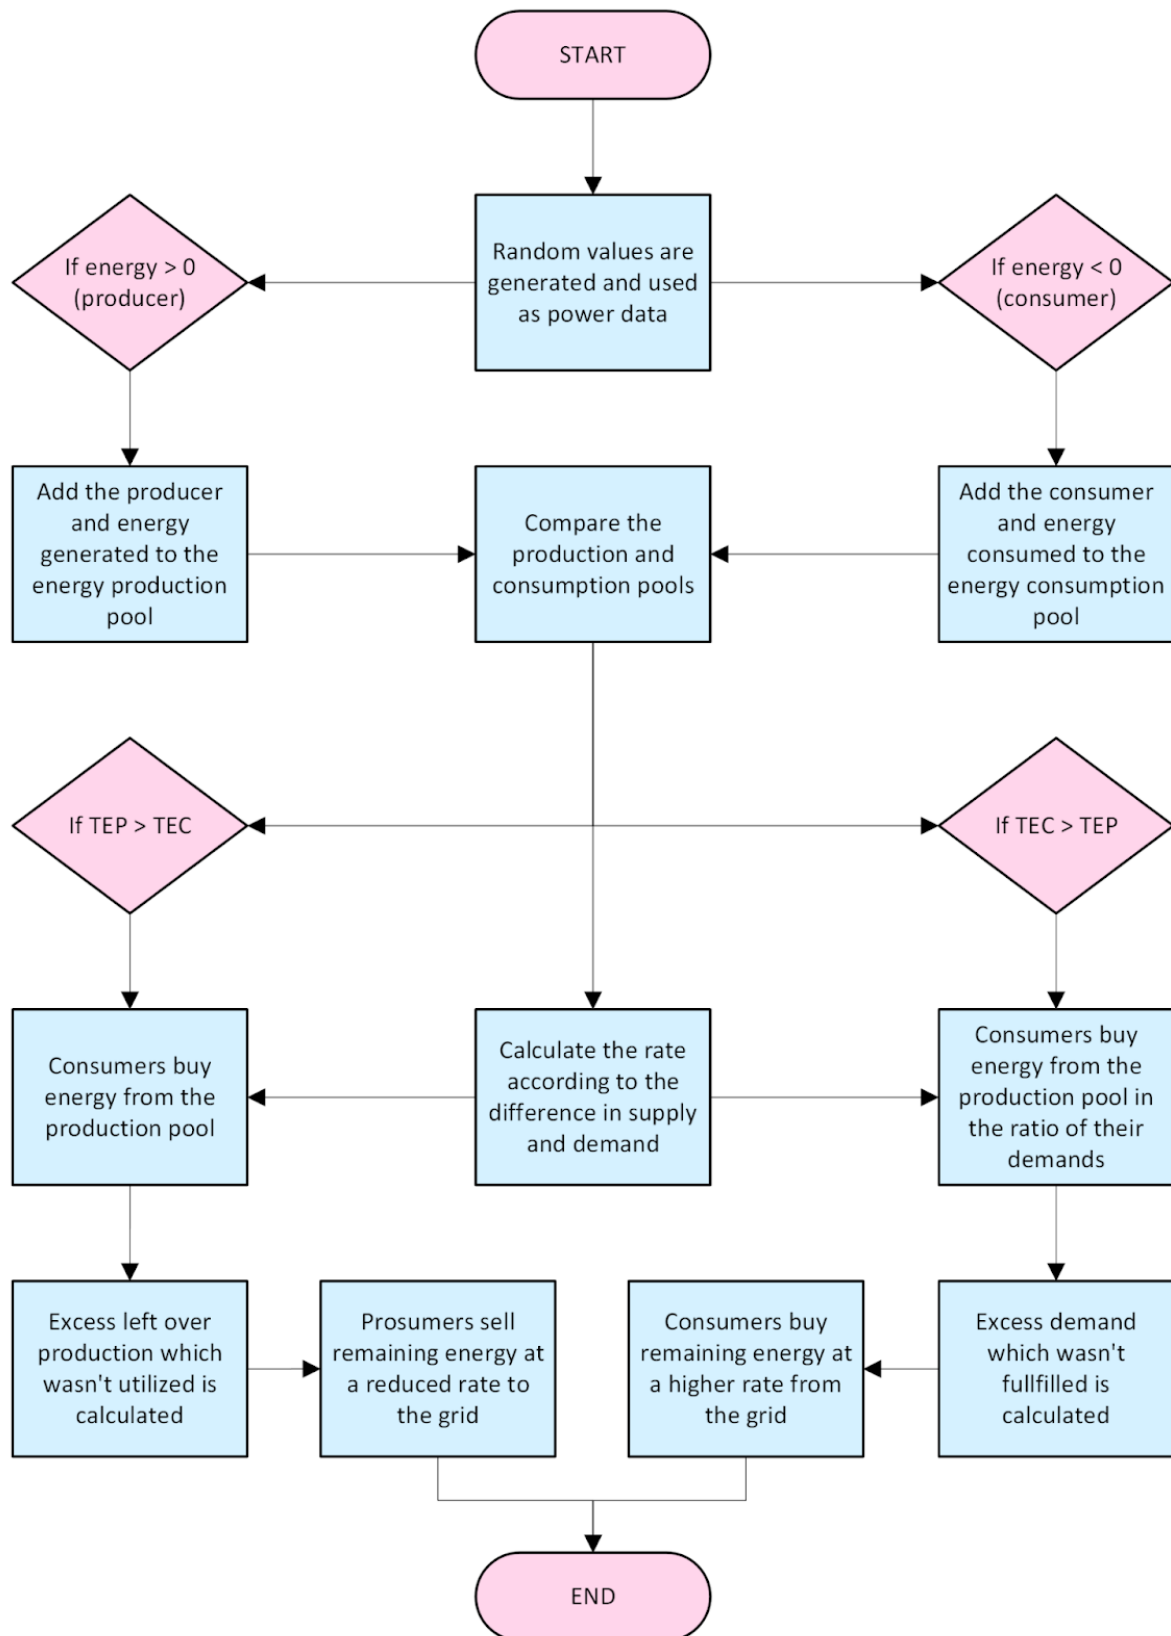 START
If energy > 0
(producer)
Random values are
generated and used
as power data
If energy < 0
(consumer)
Add the producer
and energy
generated to the
energy production
pool
Compare the
production and
consumption pools
Add the consumer
and energy
consumed to the
energy consumption
pool
If TEP > TEC
If TEC > TEP
Consumers buy
energy from the
production pool
Calculate the rate
according to the
difference in supply
and demand
Consumers buy
energy from the
production pool in
the ratio of their
demands
Excess left over
production which
wasn't utilized is
calculated
Prosumers sell
remaining energy at
a reduced rate to
the grid
Consumers buy
remaining energy at
a higher rate from
the grid
Excess demand
which wasn't
fullfilled is
calculated
END